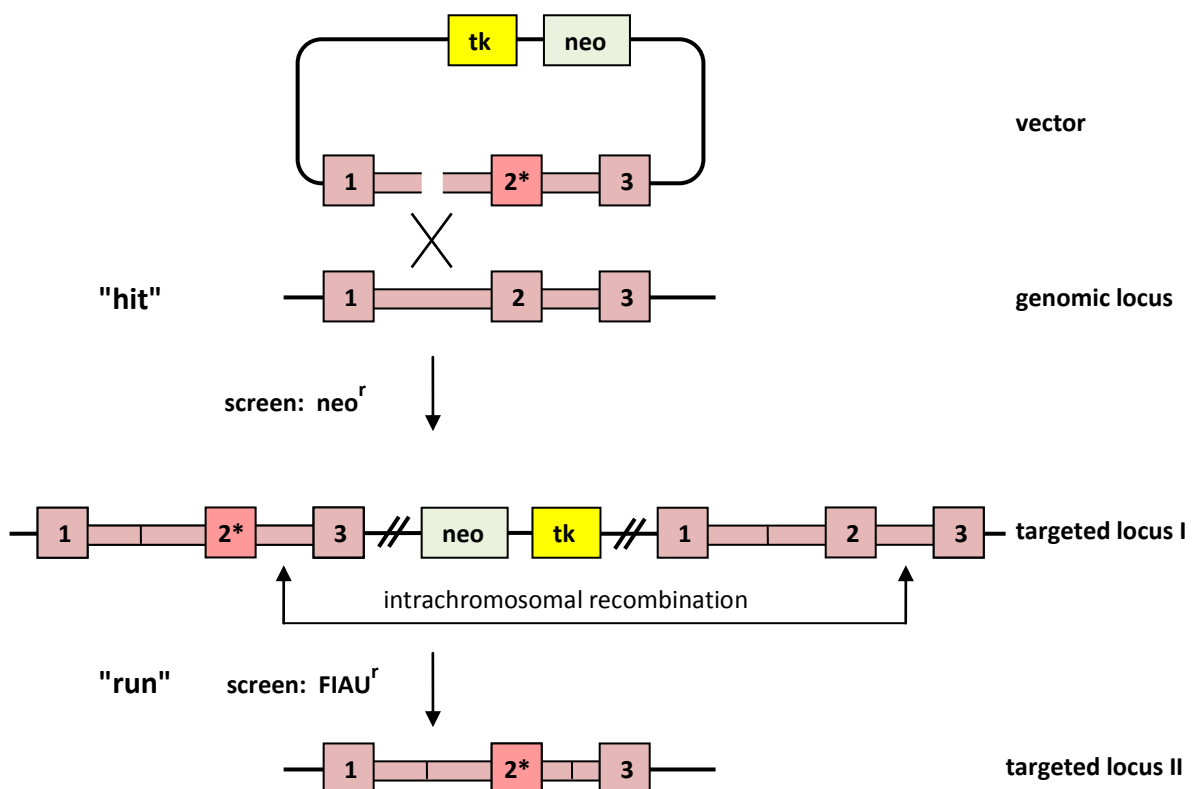 tk neo
vector
1 2* 3
"hit" 1 2 3 genomic locus
screen: neo^r
1 2* 3 neo tk 1 2 3 targeted locus I
intrachromosomal recombination
"run" screen: FIAU^r
1 2* 3 targeted locus II